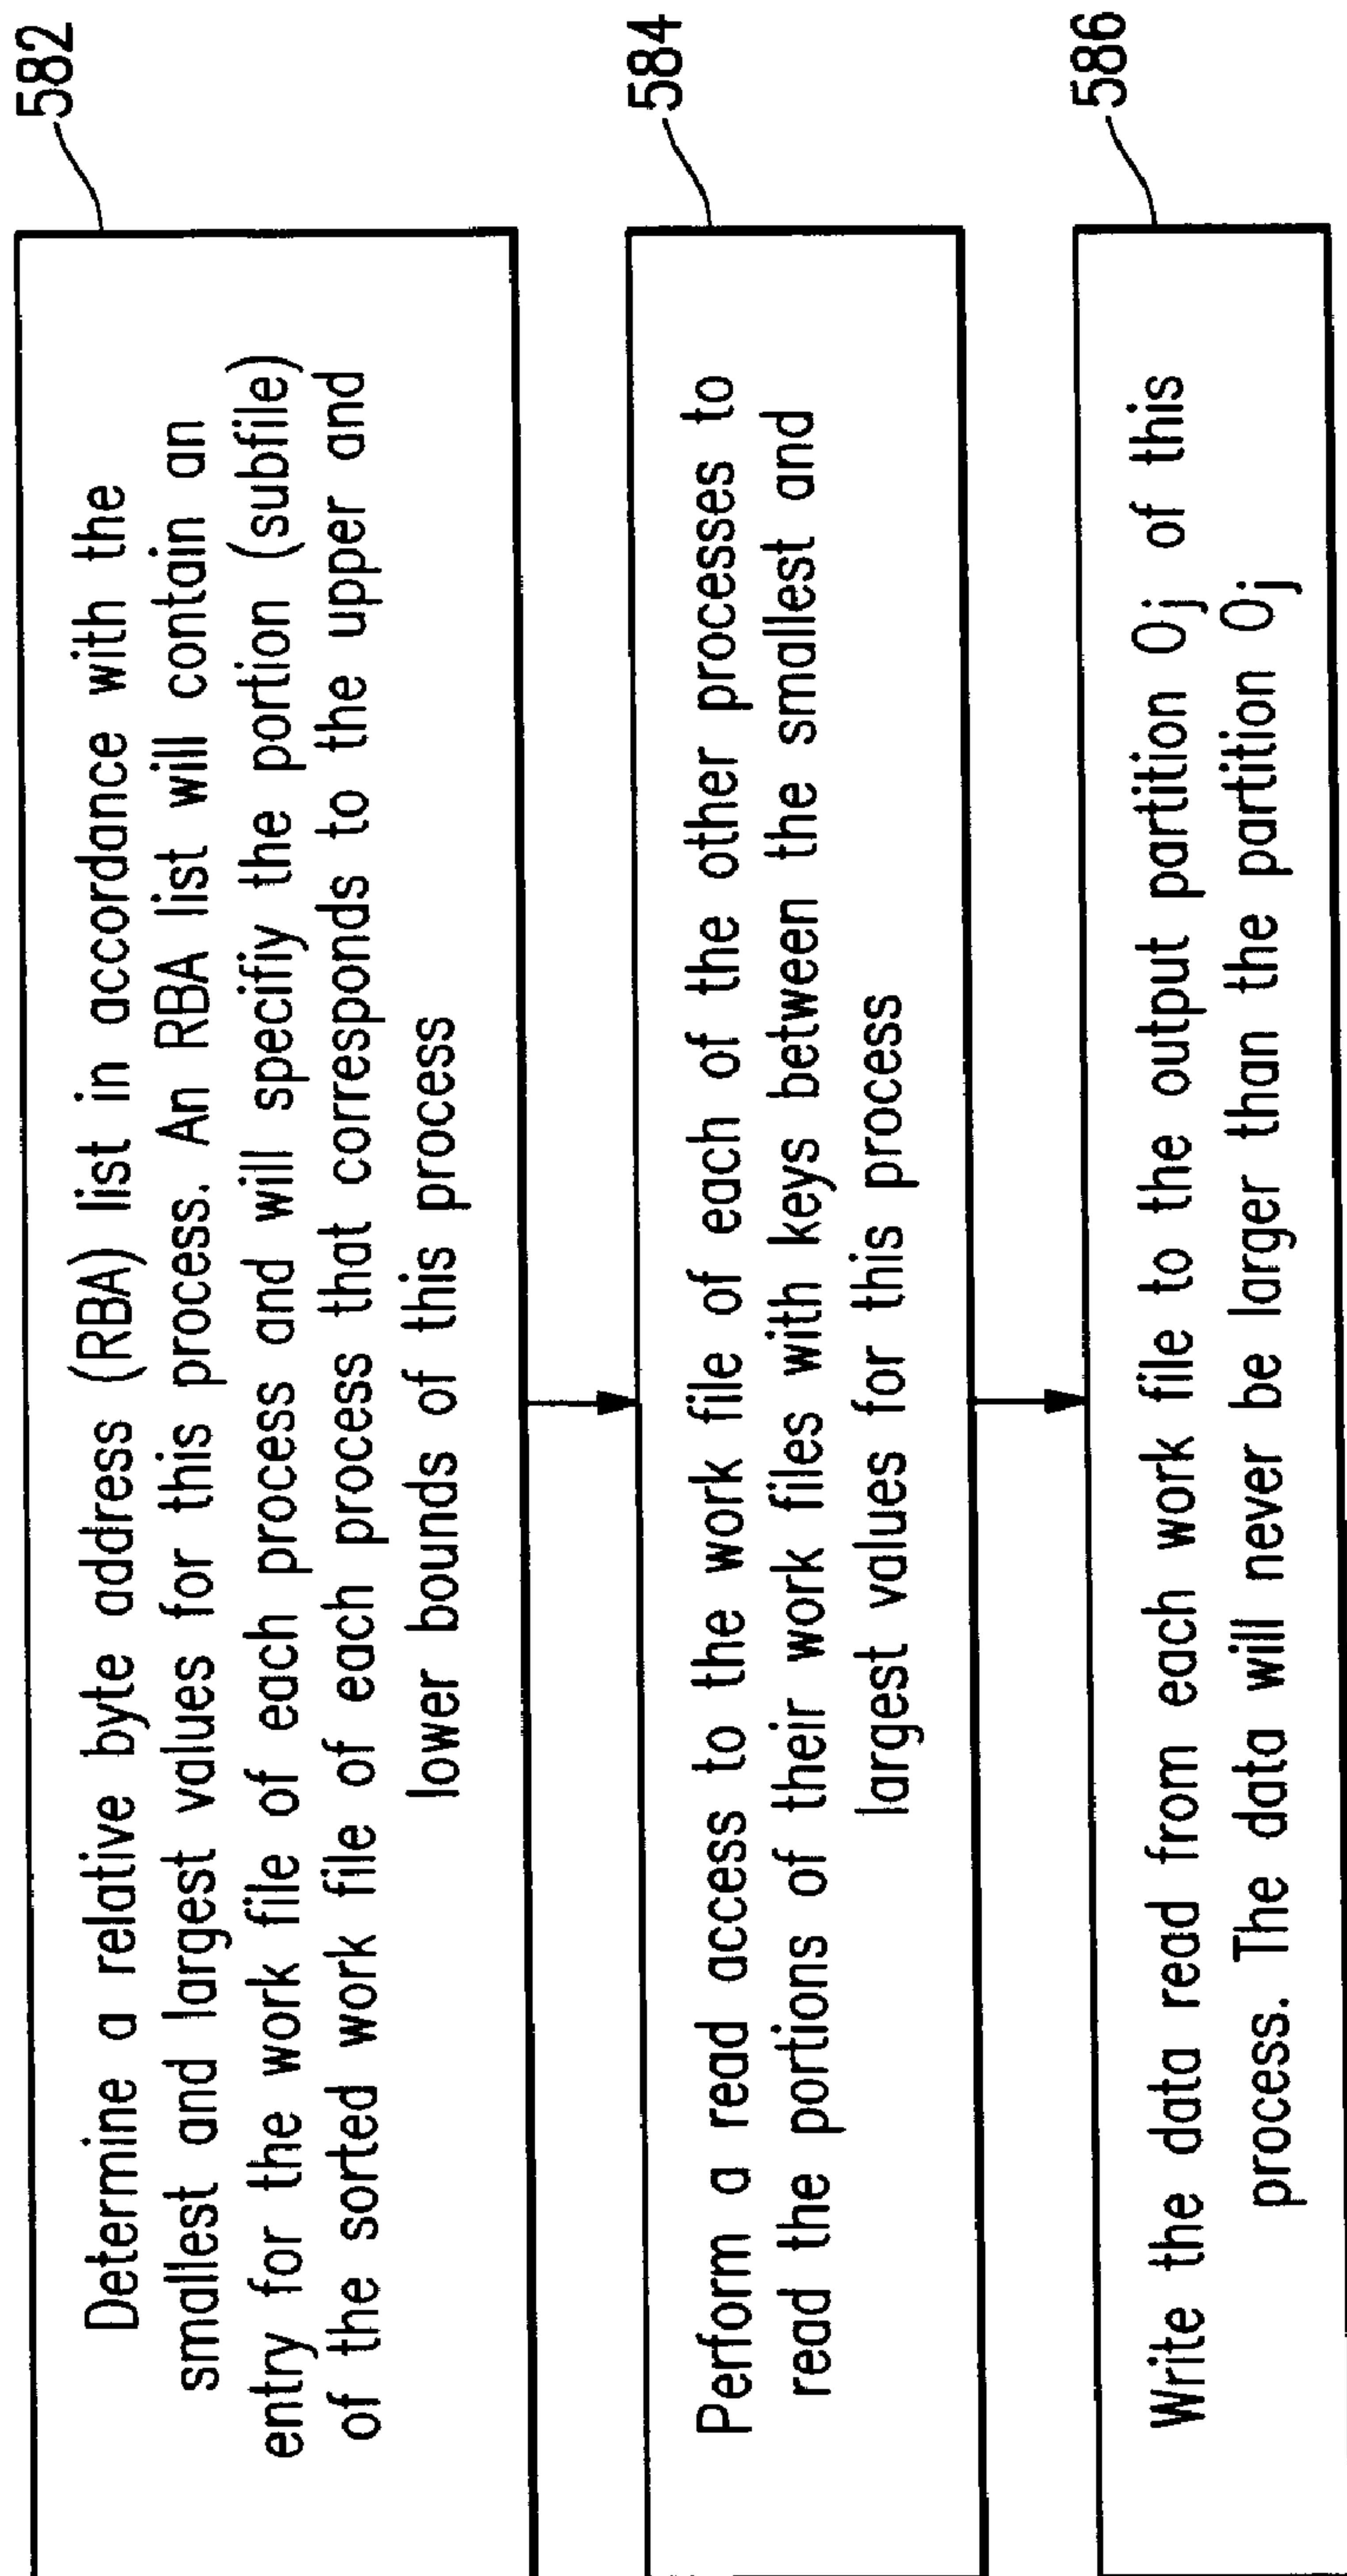 582
Determine a relative byte address (RBA) list in accordance with the
smallest and largest values for this process. An RBA list will contain an
entry for the work file of each process and will specifiy the portion (subfile)
of the sorted work file of each process that corresponds to the upper and
lower bounds of this process
584
Perform a read access to the work file of each of the other processes to
read the portions of their work files with keys between the smallest and
largest values for this process
586
Write the data read from each work file to the output partition Oj of this
process. The data will never be larger than the partition Oj